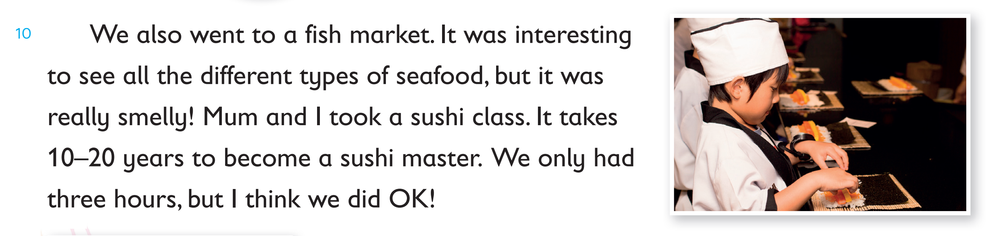 10 We also went to a fish market. It was interesting
to see all the different types of seafood, but it was
really smelly! Mum and I took a sushi class. It takes
10–20 years to become a sushi master. We only had
three hours, but I think we did OK!